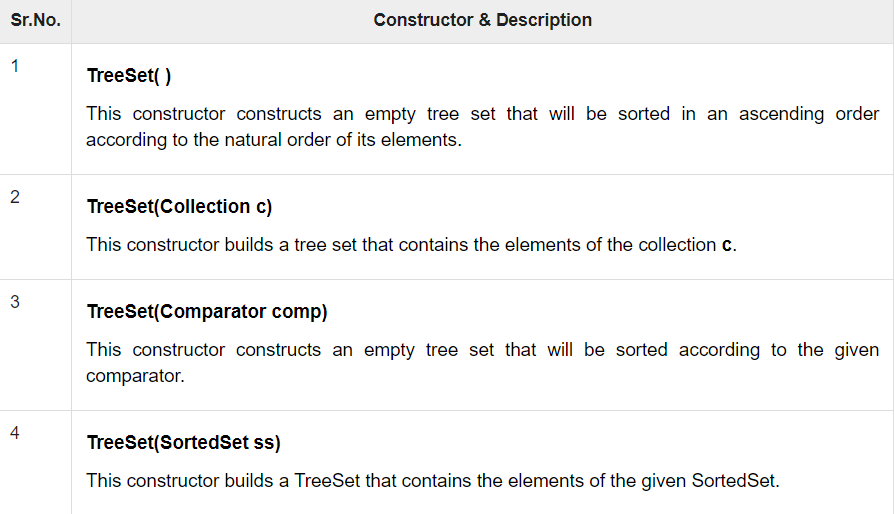 Sr.No. Constructor & Description
1
TreeSet( )
This constructor constructs an empty tree set that will be sorted in an ascending order
according to the natural order of its elements.
2
TreeSet(Collection c)
This constructor builds a tree set that contains the elements of the collection c.
3
TreeSet(Comparator comp)
This constructor constructs an empty tree set that will be sorted according to the given
comparator.
4
TreeSet(SortedSet ss)
This constructor builds a TreeSet that contains the elements of the given SortedSet.